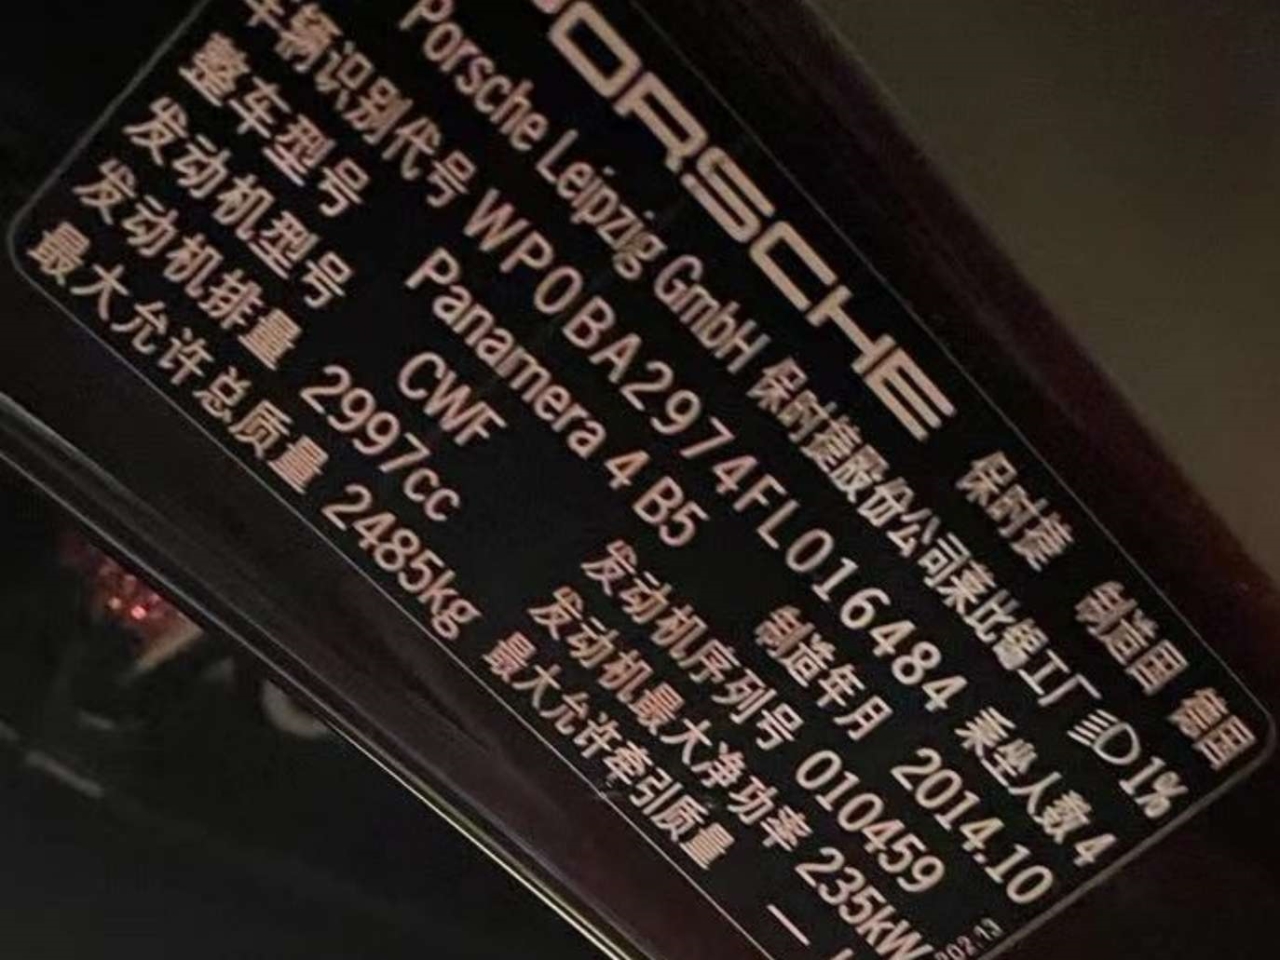 PORSCHE 保时捷 制造国 德国
Porsche Leipzig GmbH 保时捷股份公司莱比锡工厂 1%
车辆识别代号 WP0BA2974FL016484 乘坐人数 4
整车型号 Panamera 4 B5 制造年月 2014.10
发动机型号 CWF 发动机序列号 010459
发动机排量 2997cc 发动机最大净功率 235kW
最大允许总质量 2485kg 最大允许牵引质量 —